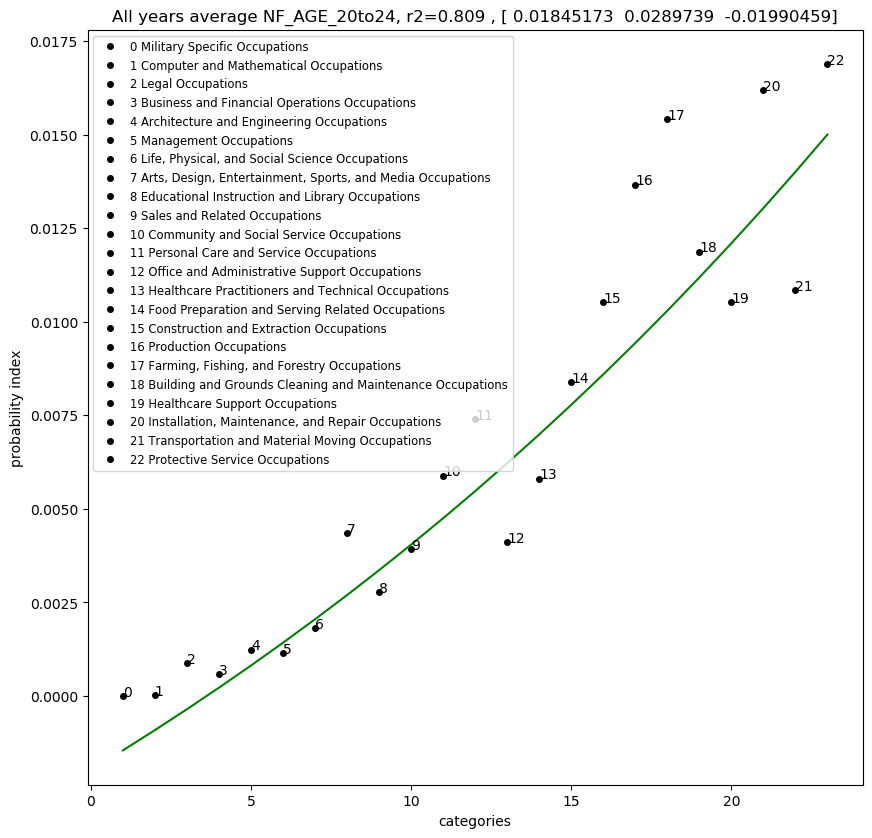 All years average NF_AGE_20to24, r2=0.809 , [ 0.01845173  0.0289739  -0.01990459]
0 Military Specific Occupations
1 Computer and Mathematical Occupations
2 Legal Occupations
3 Business and Financial Operations Occupations
4 Architecture and Engineering Occupations
5 Management Occupations
6 Life, Physical, and Social Science Occupations
7 Arts, Design, Entertainment, Sports, and Media Occupations
8 Educational Instruction and Library Occupations
9 Sales and Related Occupations
10 Community and Social Service Occupations
11 Personal Care and Service Occupations
12 Office and Administrative Support Occupations
13 Healthcare Practitioners and Technical Occupations
14 Food Preparation and Serving Related Occupations
15 Construction and Extraction Occupations
16 Production Occupations
17 Farming, Fishing, and Forestry Occupations
18 Building and Grounds Cleaning and Maintenance Occupations
19 Healthcare Support Occupations
20 Installation, Maintenance, and Repair Occupations
21 Transportation and Material Moving Occupations
22 Protective Service Occupations
0.0175
0.0150
0.0125
0.0100
0.0075
0.0050
0.0025
0.0000
probability index
0
1
2
3
4
5
6
7
8
9
10
11
12
13
14
15
16
17
18
19
20
21
22
0
5
10
15
20
categories